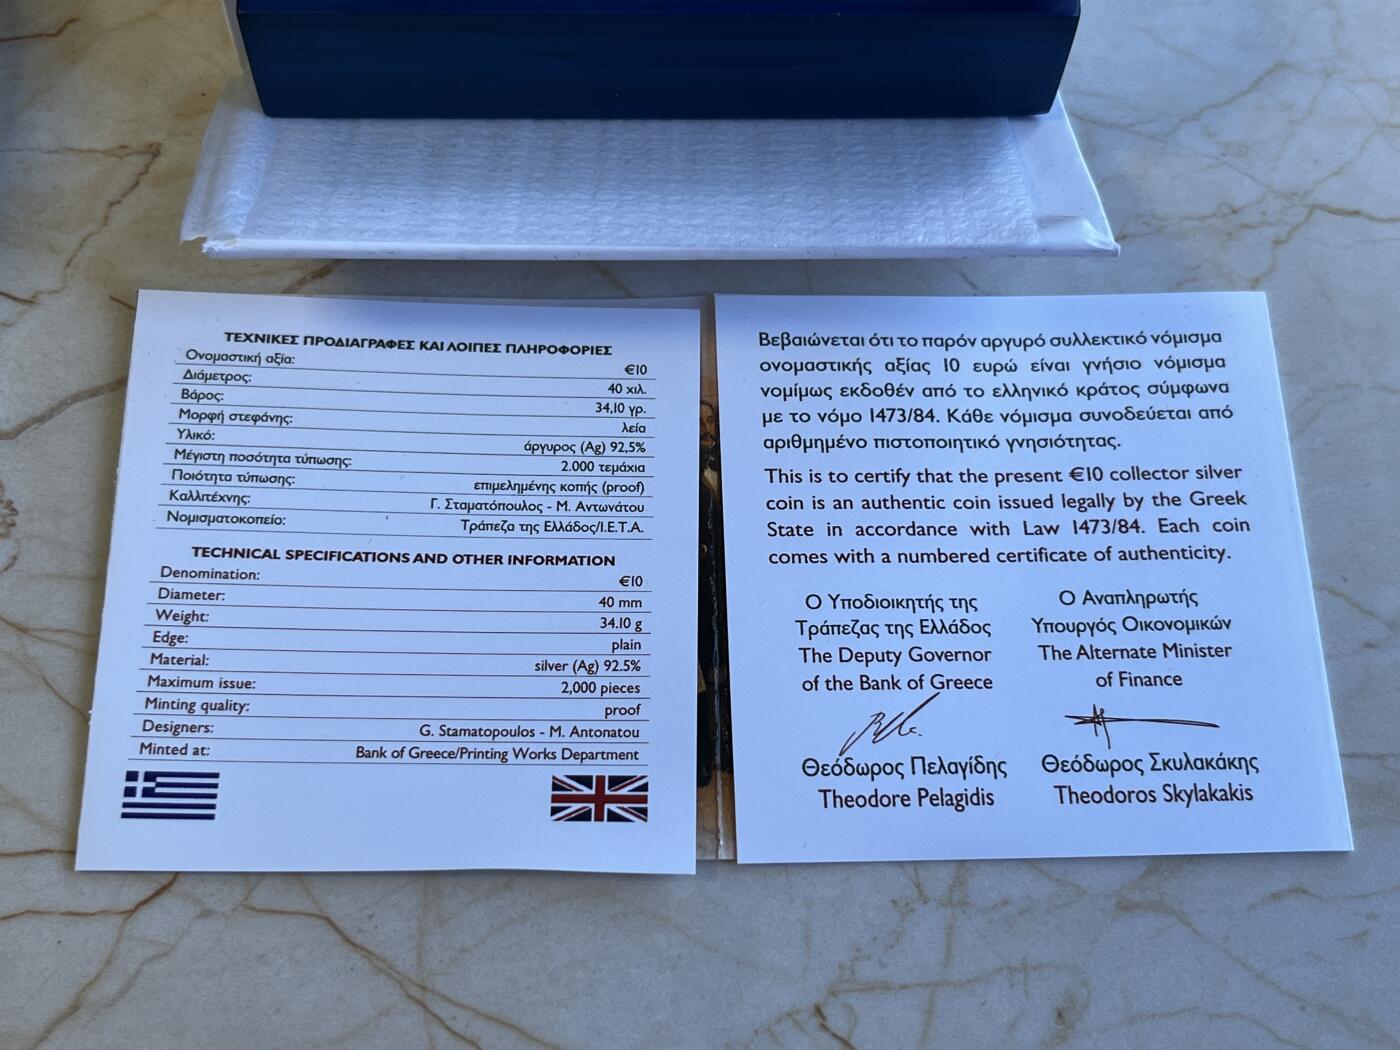 ΤΕΧΝΙΚΕΣ ΠΡΟΔΙΑΓΡΑΦΕΣ ΚΑΙ ΛΟΙΠΕΣ ΠΛΗΡΟΦΟΡΙΕΣ
Ονομαστική αξία: €10
Διάμετρος: 40 χιλ.
Βάρος: 34,10 γρ.
Μορφή στεφάνης: λεία
Υλικό: άργυρος (Ag) 92,5%
Μέγιστη ποσότητα τύπωσης: 2.000 τεμάχια
Ποιότητα τύπωσης: επιμελημένης κοπής (proof)
Καλλιτέχνης: Γ. Σταματόπουλος - Μ. Αντωνάτου
Νομισματοκοπείο: Τράπεζα της Ελλάδος/Ι.Ε.Τ.Α.
TECHNICAL SPECIFICATIONS AND OTHER INFORMATION
Denomination: €10
Diameter: 40 mm
Weight: 34.10 g
Edge: plain
Material: silver (Ag) 92.5%
Maximum issue: 2,000 pieces
Minting quality: proof
Designers: G. Stamatopoulos - M. Antonatou
Minted at: Bank of Greece/Printing Works Department
Βεβαιώνεται ότι το παρόν αργυρό συλλεκτικό νόμισμα
ονομαστικής αξίας 10 ευρώ είναι γνήσιο νόμισμα
νομίμως εκδοθέν από το ελληνικό κράτος σύμφωνα
με το νόμο 1473/84. Κάθε νόμισμα συνοδεύεται από
αριθμημένο πιστοποιητικό γνησιότητας.
This is to certify that the present €10 collector silver
coin is an authentic coin issued legally by the Greek
State in accordance with Law 1473/84. Each coin
comes with a numbered certificate of authenticity.
Ο Υποδιοικητής της
Τράπεζας της Ελλάδος
The Deputy Governor
of the Bank of Greece
Θεόδωρος Πελαγίδης
Theodore Pelagidis
Ο Αναπληρωτής
Υπουργός Οικονομικών
The Alternate Minister
of Finance
Θεόδωρος Σκυλακάκης
Theodoros Skylakakis